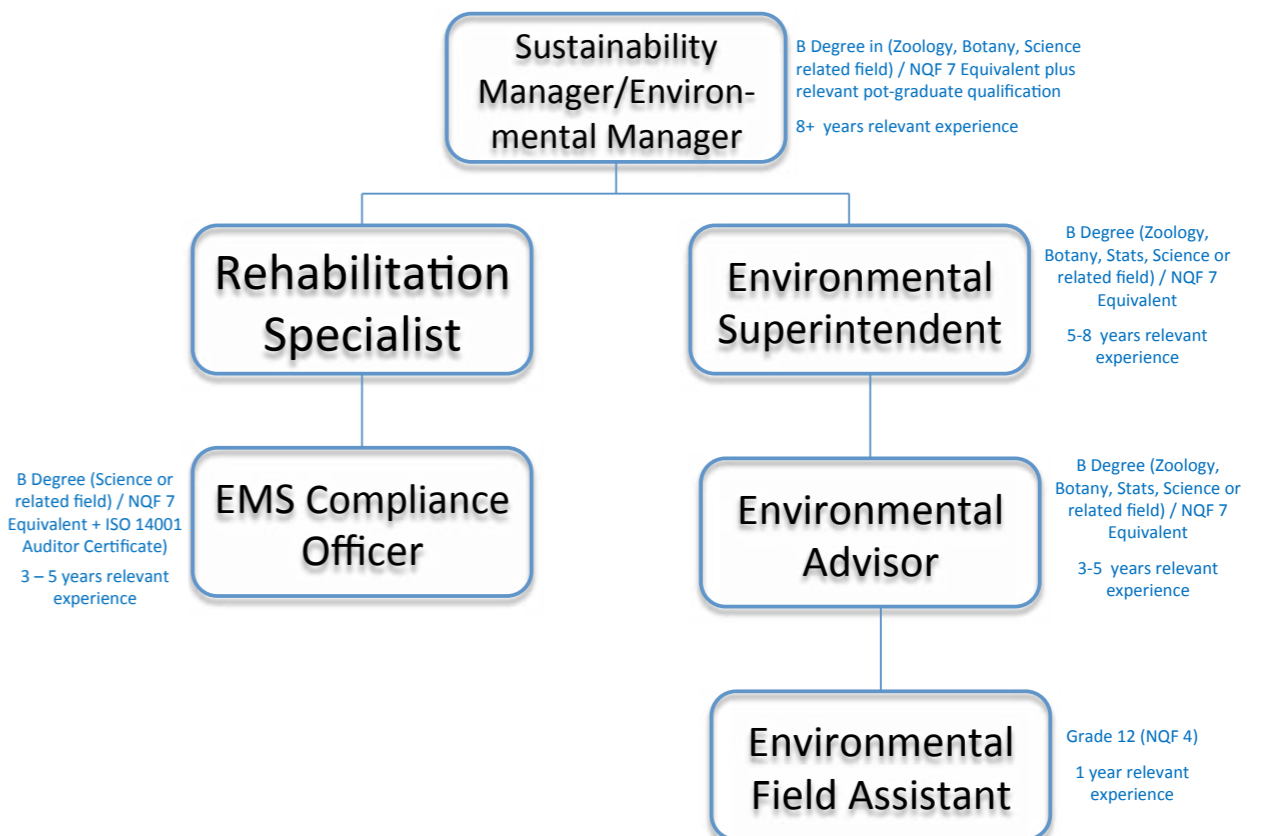 Sustainability
Manager/Environ-
mental Manager
B Degree in (Zoology, Botany, Science
related field) / NQF 7 Equivalent plus
relevant pot-graduate qualification
8+ years relevant experience
Rehabilitation
Specialist
Environmental
Superintendent
B Degree (Zoology,
Botany, Stats, Science or
related field) / NQF 7
Equivalent
5-8 years relevant
experience
B Degree (Science or
related field) / NQF 7
Equivalent + ISO 14001
Auditor Certificate)
3 – 5 years relevant
experience
EMS Compliance
Officer
Environmental
Advisor
B Degree (Zoology,
Botany, Stats, Science or
related field) / NQF 7
Equivalent
3-5 years relevant
experience
Environmental
Field Assistant
Grade 12 (NQF 4)
1 year relevant
experience